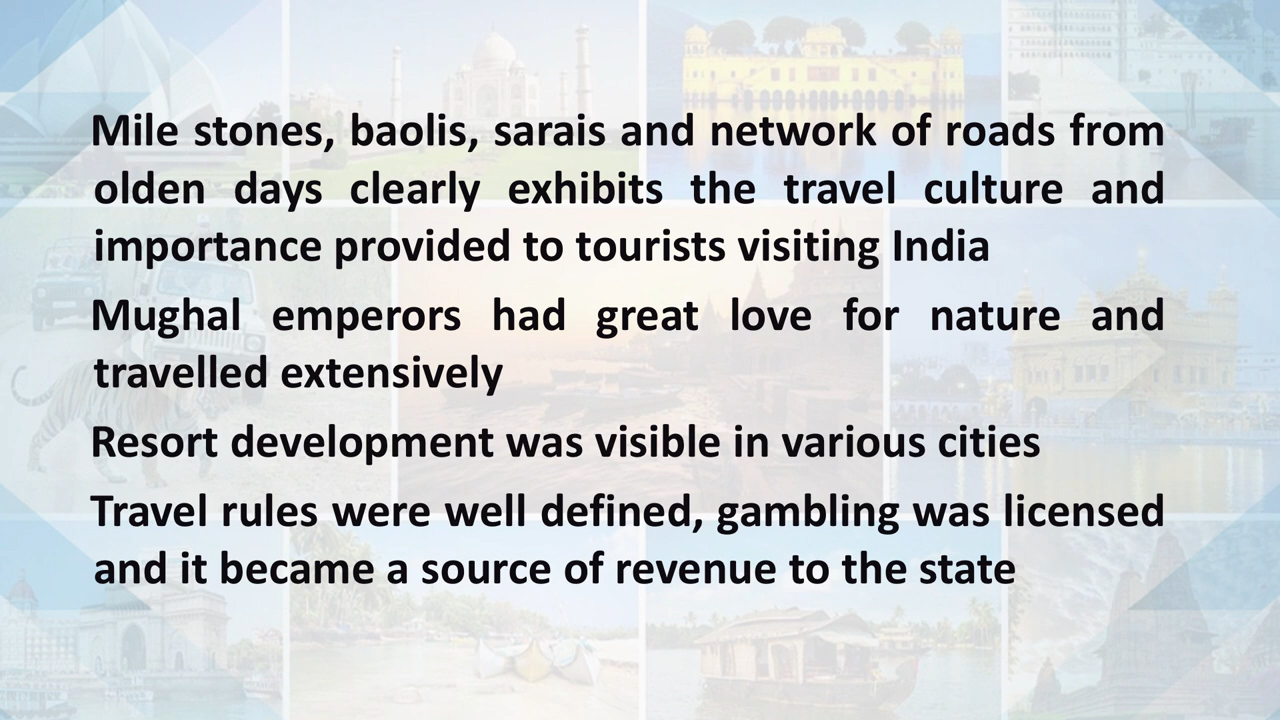 Mile stones, baolis, sarais and network of roads from
olden days clearly exhibits the travel culture and
importance provided to tourists visiting India
Mughal emperors had great love for nature and
travelled extensively
Resort development was visible in various cities
Travel rules were well defined, gambling was licensed
and it became a source of revenue to the state